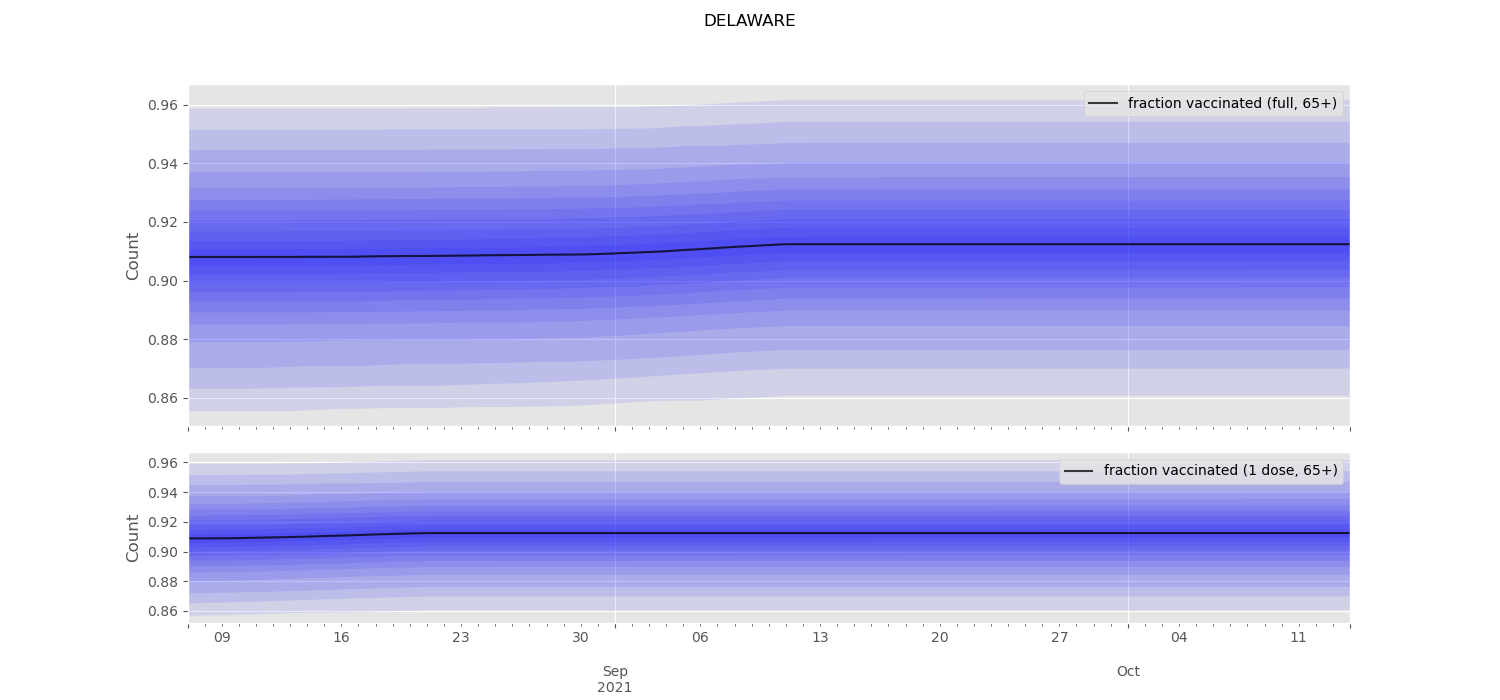 DELAWARE
0.96
0.94
0.92
0.90
0.88
0.86
Count
fraction vaccinated (full, 65+)
0.96
0.94
0.92
0.90
0.88
0.86
Count
fraction vaccinated (1 dose, 65+)
09 16 23 30 06 13 20 27 04 11
Sep Oct
2021